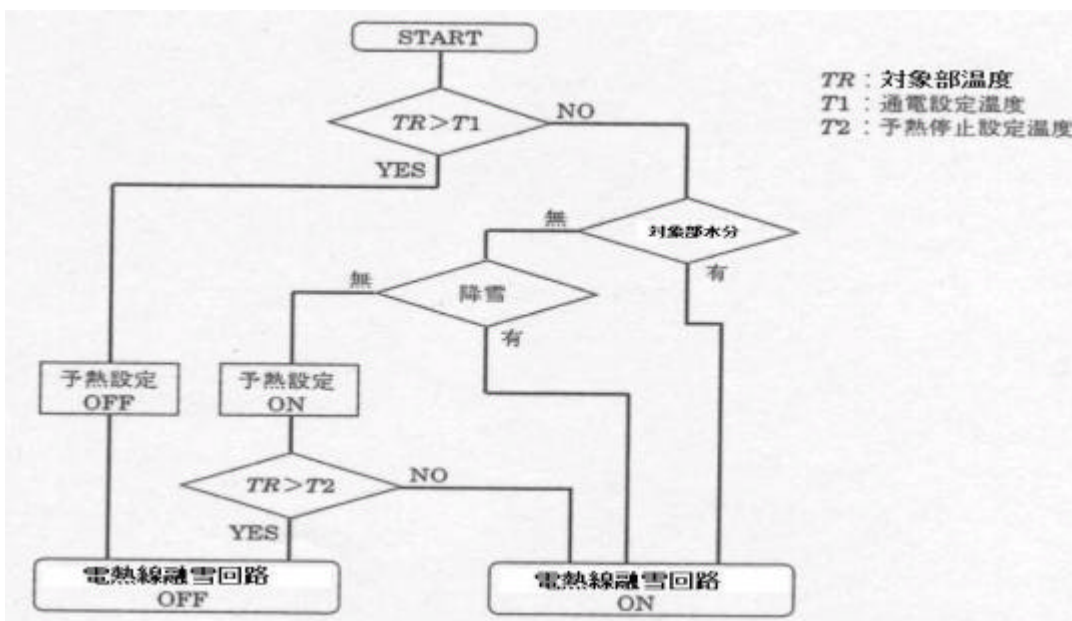 START
TR：対象部温度
T1：通電設定温度
T2：予熱停止設定温度
TR＞T1
NO
YES
無
対象部水分
有
無
降雪
有
予熱設定
OFF
予熱設定
ON
TR＞T2
NO
YES
電熱線融雪回路
OFF
電熱線融雪回路
ON